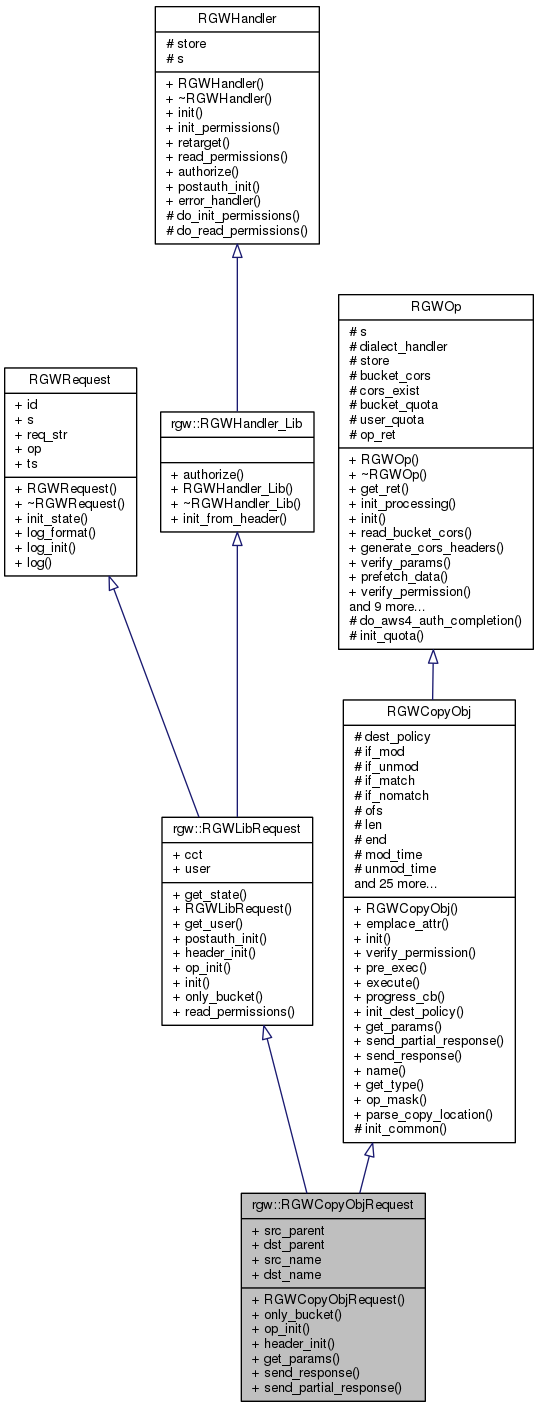 RGWHandler
# store
# s
+ RGWHandler()
+ ~RGWHandler()
+ init()
+ init_permissions()
+ retarget()
+ read_permissions()
+ authorize()
+ postauth_init()
+ error_handler()
# do_init_permissions()
# do_read_permissions()
RGWOp
# s
# dialect_handler
# store
# bucket_cors
# cors_exist
# bucket_quota
# user_quota
# op_ret
+ RGWOp()
+ ~RGWOp()
+ get_ret()
+ init_processing()
+ init()
+ read_bucket_cors()
+ generate_cors_headers()
+ verify_params()
+ prefetch_data()
+ verify_permission()
and 9 more...
# do_aws4_auth_completion()
# init_quota()
RGWRequest
+ id
+ s
+ req_str
+ op
+ ts
+ RGWRequest()
+ ~RGWRequest()
+ init_state()
+ log_format()
+ log_init()
+ log()
rgw::RGWHandler_Lib
+ authorize()
+ RGWHandler_Lib()
+ ~RGWHandler_Lib()
+ init_from_header()
RGWCopyObj
# dest_policy
# if_mod
# if_unmod
# if_match
# if_nomatch
# ofs
# len
# end
# mod_time
# unmod_time
and 25 more...
+ RGWCopyObj()
+ emplace_attr()
+ init()
+ verify_permission()
+ pre_exec()
+ execute()
+ progress_cb()
+ init_dest_policy()
+ get_params()
+ send_partial_response()
+ send_response()
+ name()
+ get_type()
+ op_mask()
+ parse_copy_location()
# init_common()
rgw::RGWLibRequest
+ cct
+ user
+ get_state()
+ RGWLibRequest()
+ get_user()
+ postauth_init()
+ header_init()
+ op_init()
+ init()
+ only_bucket()
+ read_permissions()
rgw::RGWCopyObjRequest
+ src_parent
+ dst_parent
+ src_name
+ dst_name
+ RGWCopyObjRequest()
+ only_bucket()
+ op_init()
+ header_init()
+ get_params()
+ send_response()
+ send_partial_response()